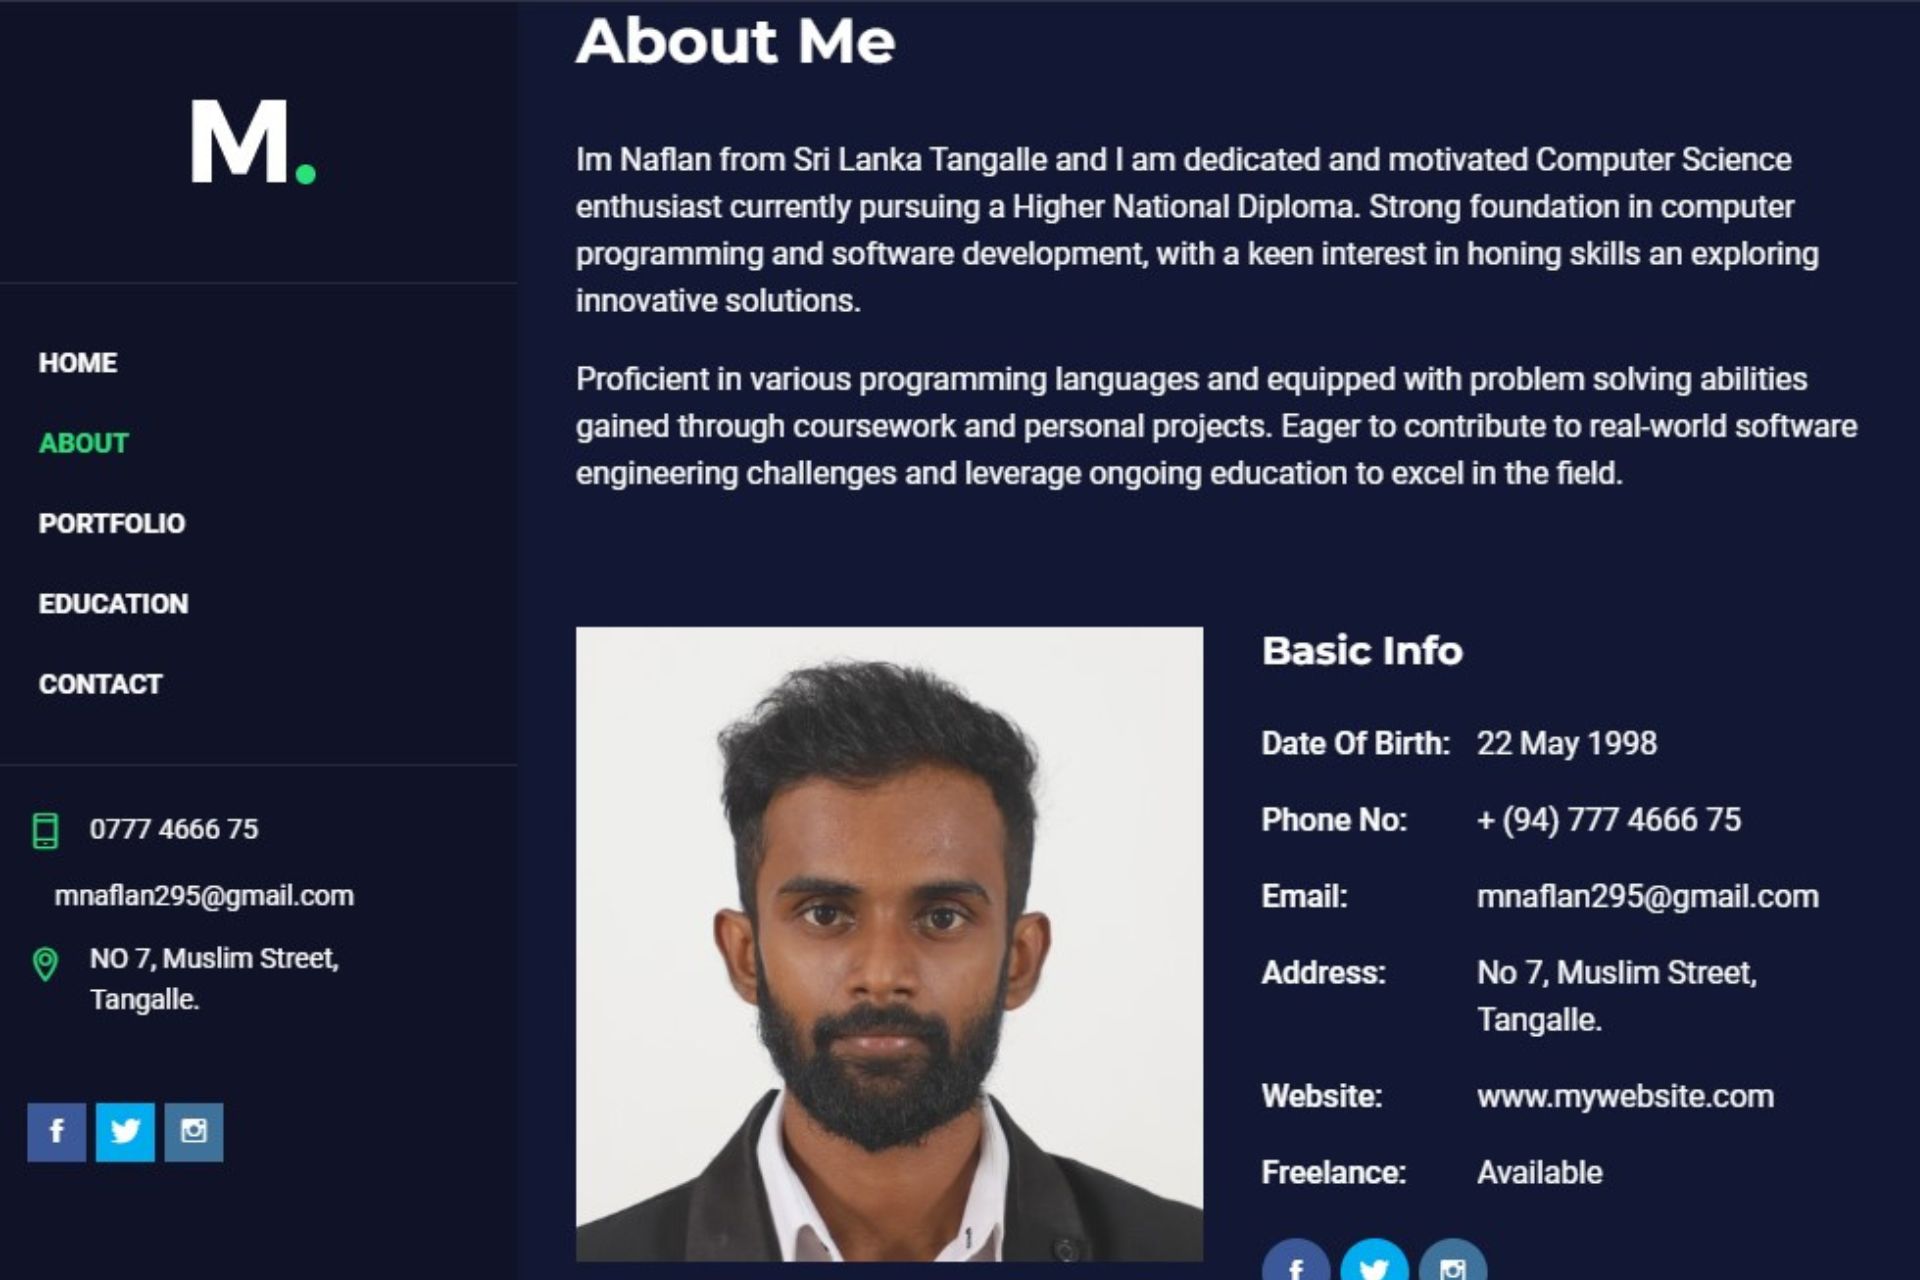 M.
HOME
ABOUT
PORTFOLIO
EDUCATION
CONTACT
0777 4666 75
mnaflan295@gmail.com
NO 7, Muslim Street,
Tangalle.
About Me
Im Naflan from Sri Lanka Tangalle and I am dedicated and motivated Computer Science
enthusiast currently pursuing a Higher National Diploma. Strong foundation in computer
programming and software development, with a keen interest in honing skills an exploring
innovative solutions.
Proficient in various programming languages and equipped with problem solving abilities
gained through coursework and personal projects. Eager to contribute to real-world software
engineering challenges and leverage ongoing education to excel in the field.
Basic Info
Date Of Birth: 22 May 1998
Phone No: + (94) 777 4666 75
Email: mnaflan295@gmail.com
Address: No 7, Muslim Street,
Tangalle.
Website: www.mywebsite.com
Freelance: Available